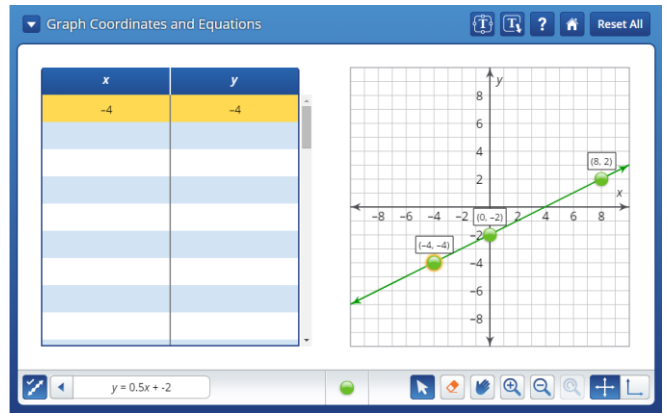 Graph Coordinates and Equations
T
T
?
Reset All
x y
–4 –4
y
8
6
4
(8, 2)
2
x
–8 –6 –4 –2 (0, –2) 2 4 6 8
–2
(–4, –4)
–4
–6
–8
y = 0.5x + -2